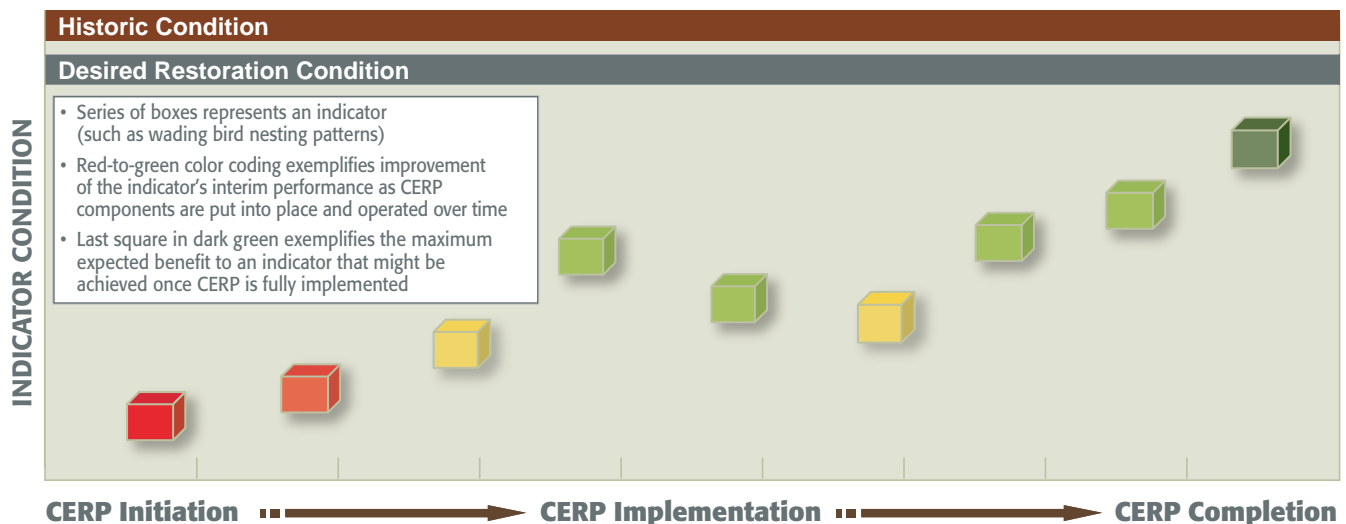 Historic Condition
Desired Restoration Condition
• Series of boxes represents an indicator
(such as wading bird nesting patterns)
• Red-to-green color coding exemplifies improvement
of the indicator's interim performance as CERP
components are put into place and operated over time
• Last square in dark green exemplifies the maximum
expected benefit to an indicator that might be
achieved once CERP is fully implemented
INDICATOR CONDITION
CERP Initiation
CERP Implementation
CERP Completion